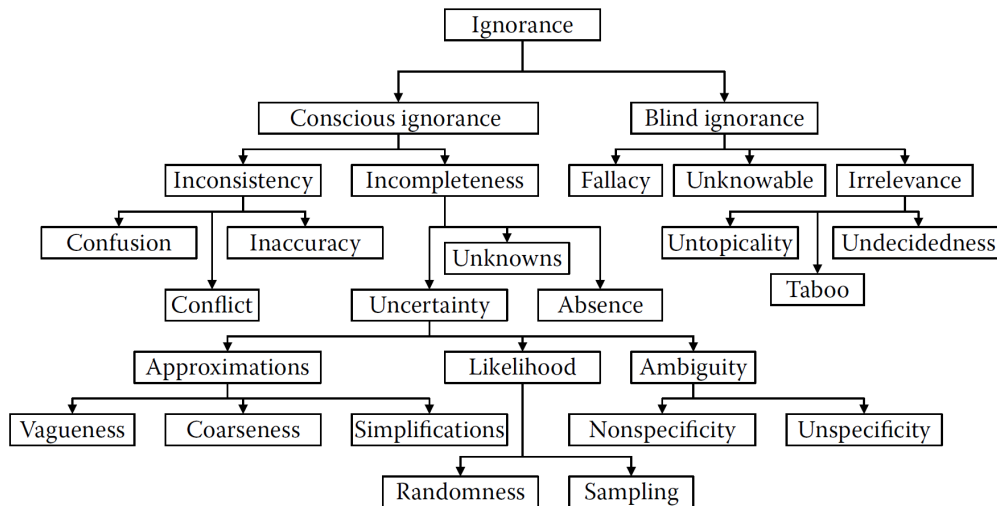 Ignorance
Conscious ignorance
Blind ignorance
Inconsistency
Incompleteness
Fallacy
Unknowable
Irrelevance
Confusion
Inaccuracy
Unknowns
Untopicality
Undecidedness
Conflict
Uncertainty
Absence
Taboo
Approximations
Likelihood
Ambiguity
Vagueness
Coarseness
Simplifications
Nonspecificity
Unspecificity
Randomness
Sampling